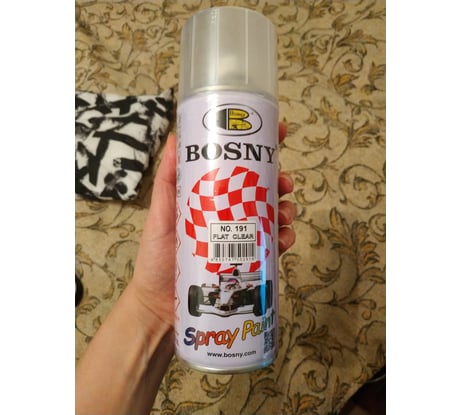 BOSNY
NO. 191
FLAT CLEAR
Spray Paint
www.bosny.com